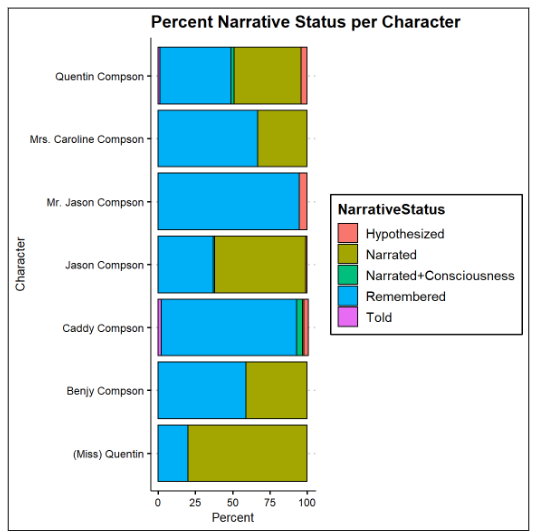 Percent Narrative Status per Character
Character
Quentin Compson
Mrs. Caroline Compson
Mr. Jason Compson
Jason Compson
Caddy Compson
Benjy Compson
(Miss) Quentin
0 25 50 75 100
Percent
NarrativeStatus
Hypothesized
Narrated
Narrated+Consciousness
Remembered
Told